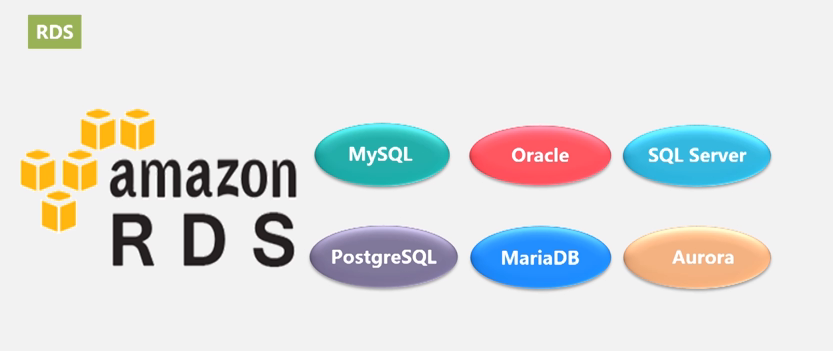 RDS
amazon
RDS
MySQL
Oracle
SQL Server
PostgreSQL
MariaDB
Aurora